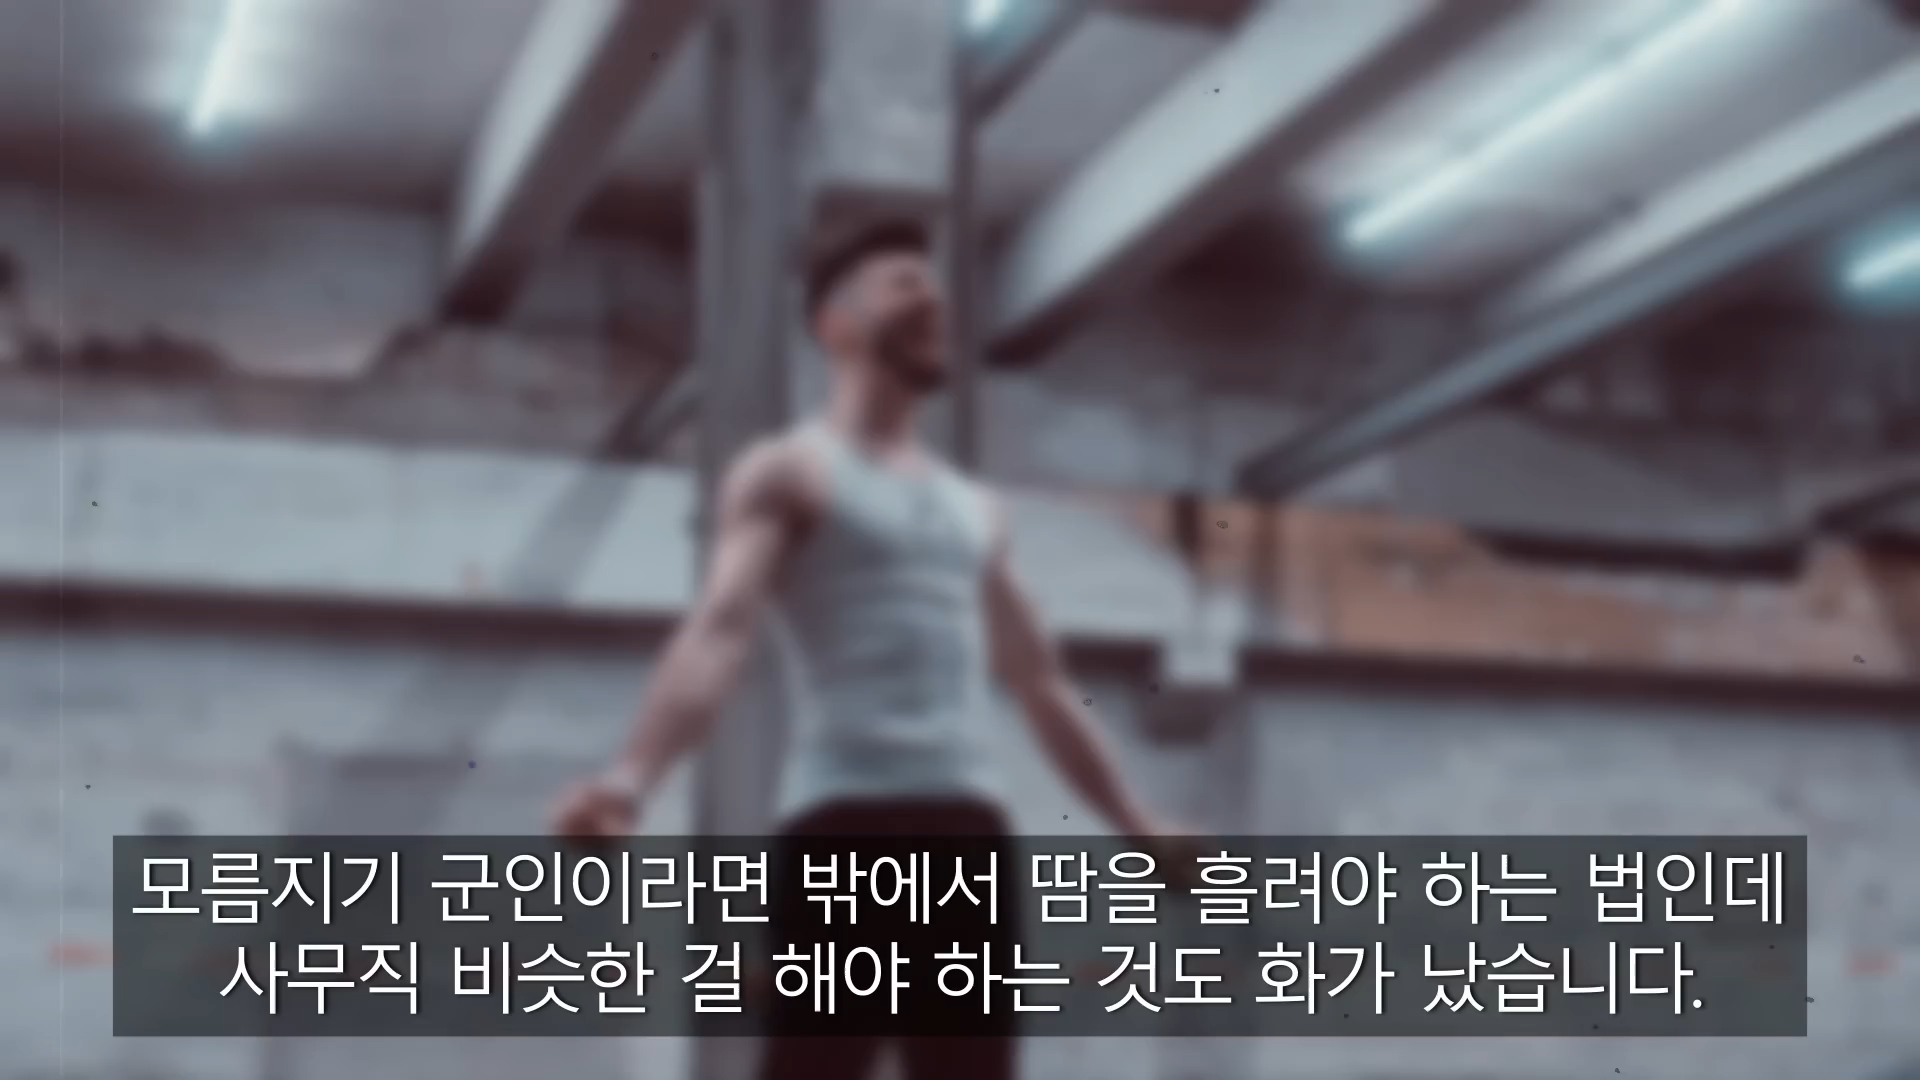 모름지기 군인이라면 밖에서 땀을 흘려야 하는 법인데
사무직 비슷한 걸 해야 하는 것도 화가 났습니다.